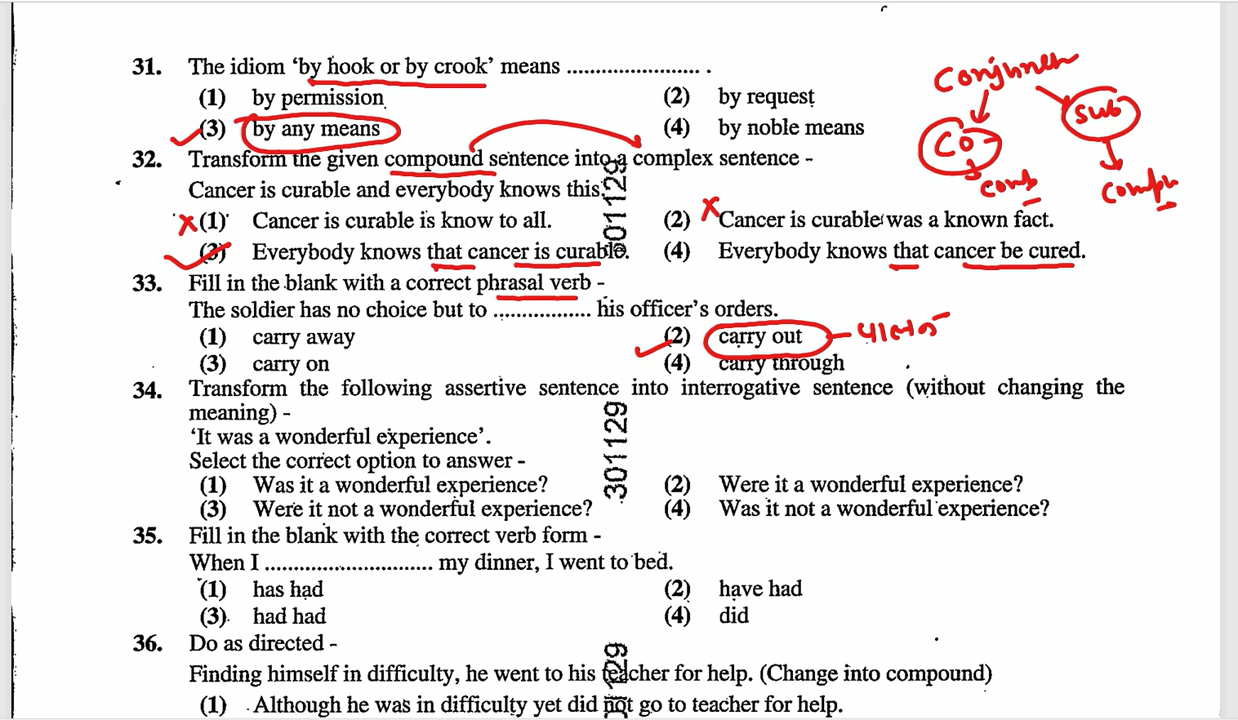 31. The idiom 'by hook or by crook' means ....................... .
(1) by permission (2) by request
(3) by any means (4) by noble means
32. Transform the given compound sentence into a complex sentence -
Cancer is curable and everybody knows this.
(1) Cancer is curable is know to all. (2) Cancer is curable was a known fact.
(3) Everybody knows that cancer is curable. (4) Everybody knows that cancer be cured.
33. Fill in the blank with a correct phrasal verb -
The soldier has no choice but to ................. his officer's orders.
(1) carry away (2) carry out
(3) carry on (4) carry through
34. Transform the following assertive sentence into interrogative sentence (without changing the
meaning) -
'It was a wonderful experience'.
Select the correct option to answer -
(1) Was it a wonderful experience? (2) Were it a wonderful experience?
(3) Were it not a wonderful experience? (4) Was it not a wonderful experience?
35. Fill in the blank with the correct verb form -
When I ............................. my dinner, I went to bed.
(1) has had (2) have had
(3) had had (4) did
36. Do as directed -
Finding himself in difficulty, he went to his teacher for help. (Change into compound)
(1) Although he was in difficulty yet did not go to teacher for help.
CO
sub
301129
301129